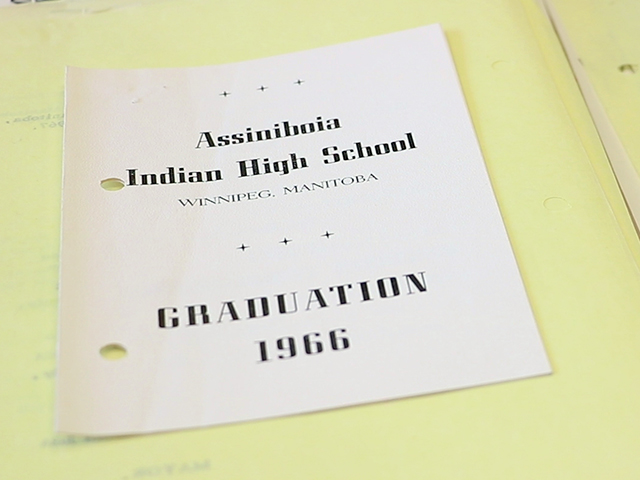 Assiniboia
Indian High School
WINNIPEG, MANITOBA
GRADUATION
1966